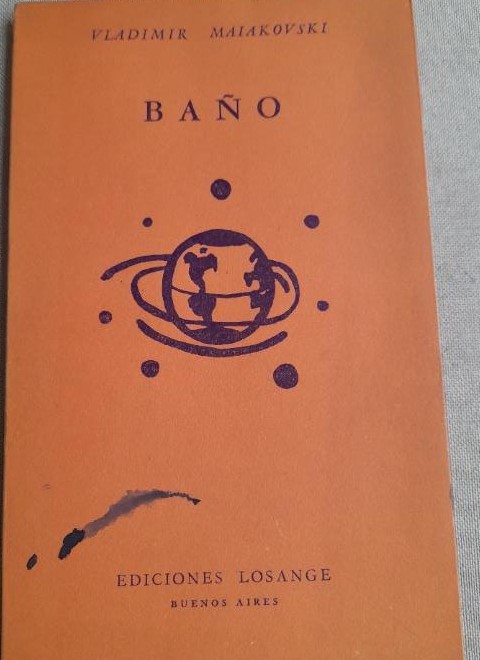 VLADIMIR MAIAKOVSKI
BAÑO
EDICIONES LOSANGE
BUENOS AIRES